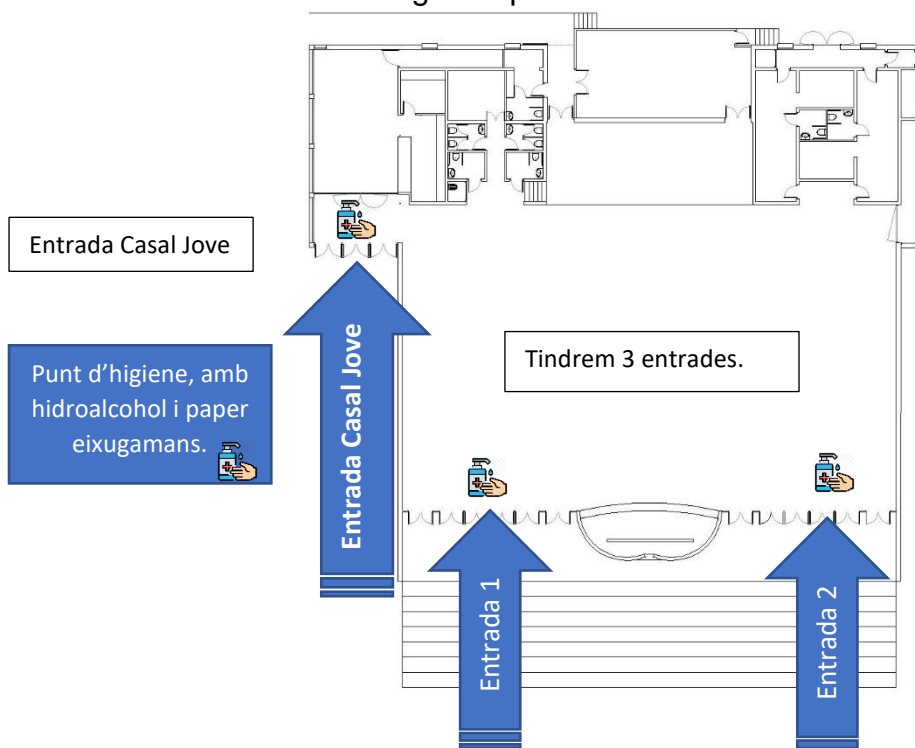 Entrada Casal Jove
Punt d’higiene, amb
hidroalcohol i paper
eixugamans.
Entrada Casal Jove
Tindrem 3 entrades.
Entrada 1
Entrada 2